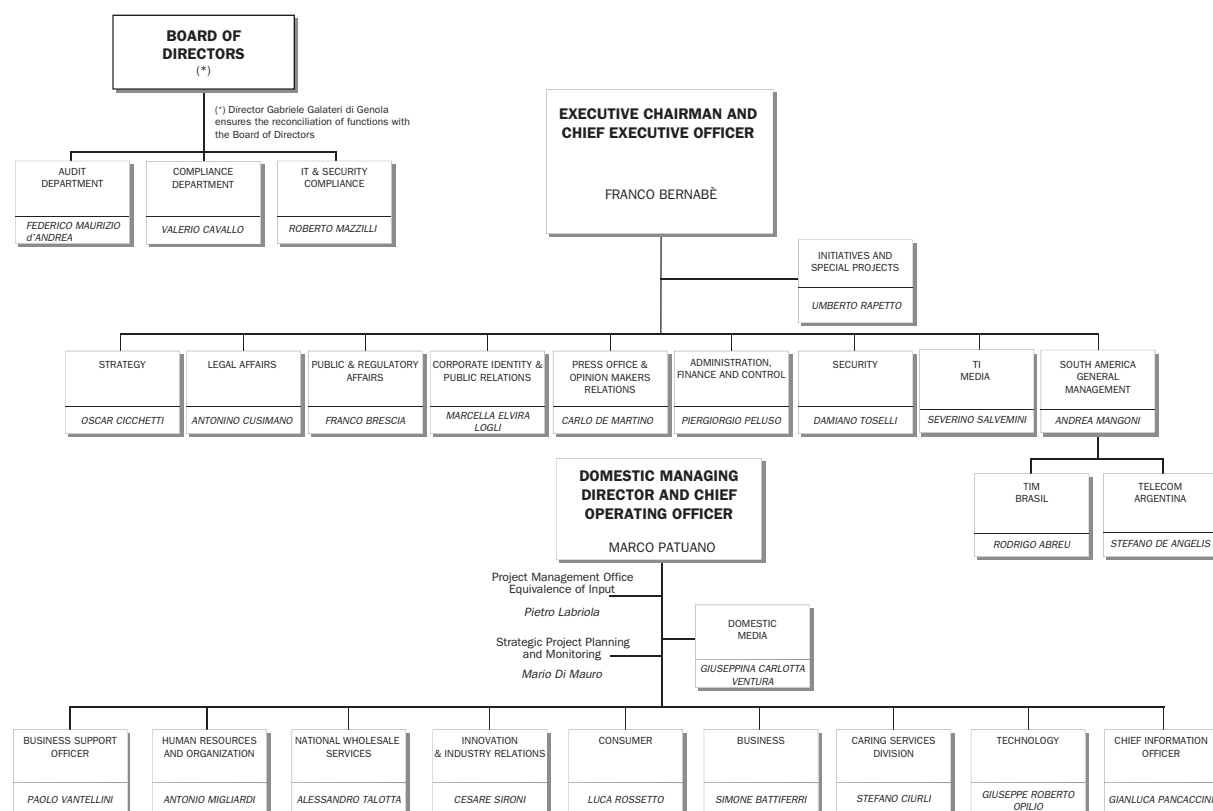 BOARD OF
DIRECTORS
(*)
(*) Director Gabriele Galateri di Genola
ensures the reconciliation of functions with
the Board of Directors
AUDIT
DEPARTMENT
FEDERICO MAURIZIO
d'ANDREA
COMPLIANCE
DEPARTMENT
VALERIO CAVALLO
IT & SECURITY
COMPLIANCE
ROBERTO MAZZILLI
EXECUTIVE CHAIRMAN AND
CHIEF EXECUTIVE OFFICER
FRANCO BERNABÈ
INITIATIVES AND
SPECIAL PROJECTS
UMBERTO RAPETTO
STRATEGY
OSCAR CICCHETTI
LEGAL AFFAIRS
ANTONINO CUSIMANO
PUBLIC & REGULATORY
AFFAIRS
FRANCO BRESCIA
CORPORATE IDENTITY &
PUBLIC RELATIONS
MARCELLA ELVIRA
LOGLI
PRESS OFFICE &
OPINION MAKERS
RELATIONS
CARLO DE MARTINO
ADMINISTRATION,
FINANCE AND CONTROL
PIERGIORGIO PELUSO
SECURITY
DAMIANO TOSELLI
TI
MEDIA
SEVERINO SALVEMINI
SOUTH AMERICA
GENERAL
MANAGEMENT
ANDREA MANGONI
TIM
BRASIL
RODRIGO ABREU
TELECOM
ARGENTINA
STEFANO DE ANGELIS
DOMESTIC MANAGING
DIRECTOR AND CHIEF
OPERATING OFFICER
MARCO PATUANO
Project Management Office
Equivalence of Input
Pietro Labriola
Strategic Project Planning
and Monitoring
Mario Di Mauro
DOMESTIC
MEDIA
GIUSEPPINA CARLOTTA
VENTURA
BUSINESS SUPPORT
OFFICER
PAOLO VANTELLINI
HUMAN RESOURCES
AND ORGANIZATION
ANTONIO MIGLIARDI
NATIONAL WHOLESALE
SERVICES
ALESSANDRO TALOTTA
INNOVATION
& INDUSTRY RELATIONS
CESARE SIRONI
CONSUMER
LUCA ROSSETTO
BUSINESS
SIMONE BATTIFERRI
CARING SERVICES
DIVISION
STEFANO CIURLI
TECHNOLOGY
GIUSEPPE ROBERTO
OPILIO
CHIEF INFORMATION
OFFICER
GIANLUCA PANCACCINI